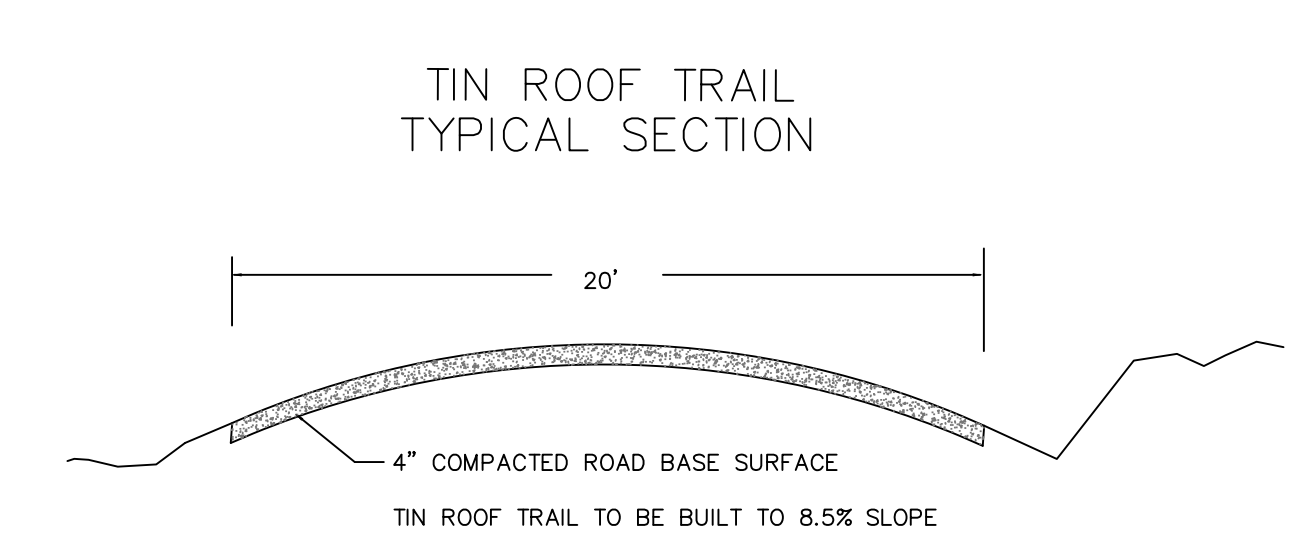 TIN ROOF TRAIL
TYPICAL SECTION
20'
4" COMPACTED ROAD BASE SURFACE
TIN ROOF TRAIL TO BE BUILT TO 8.5% SLOPE